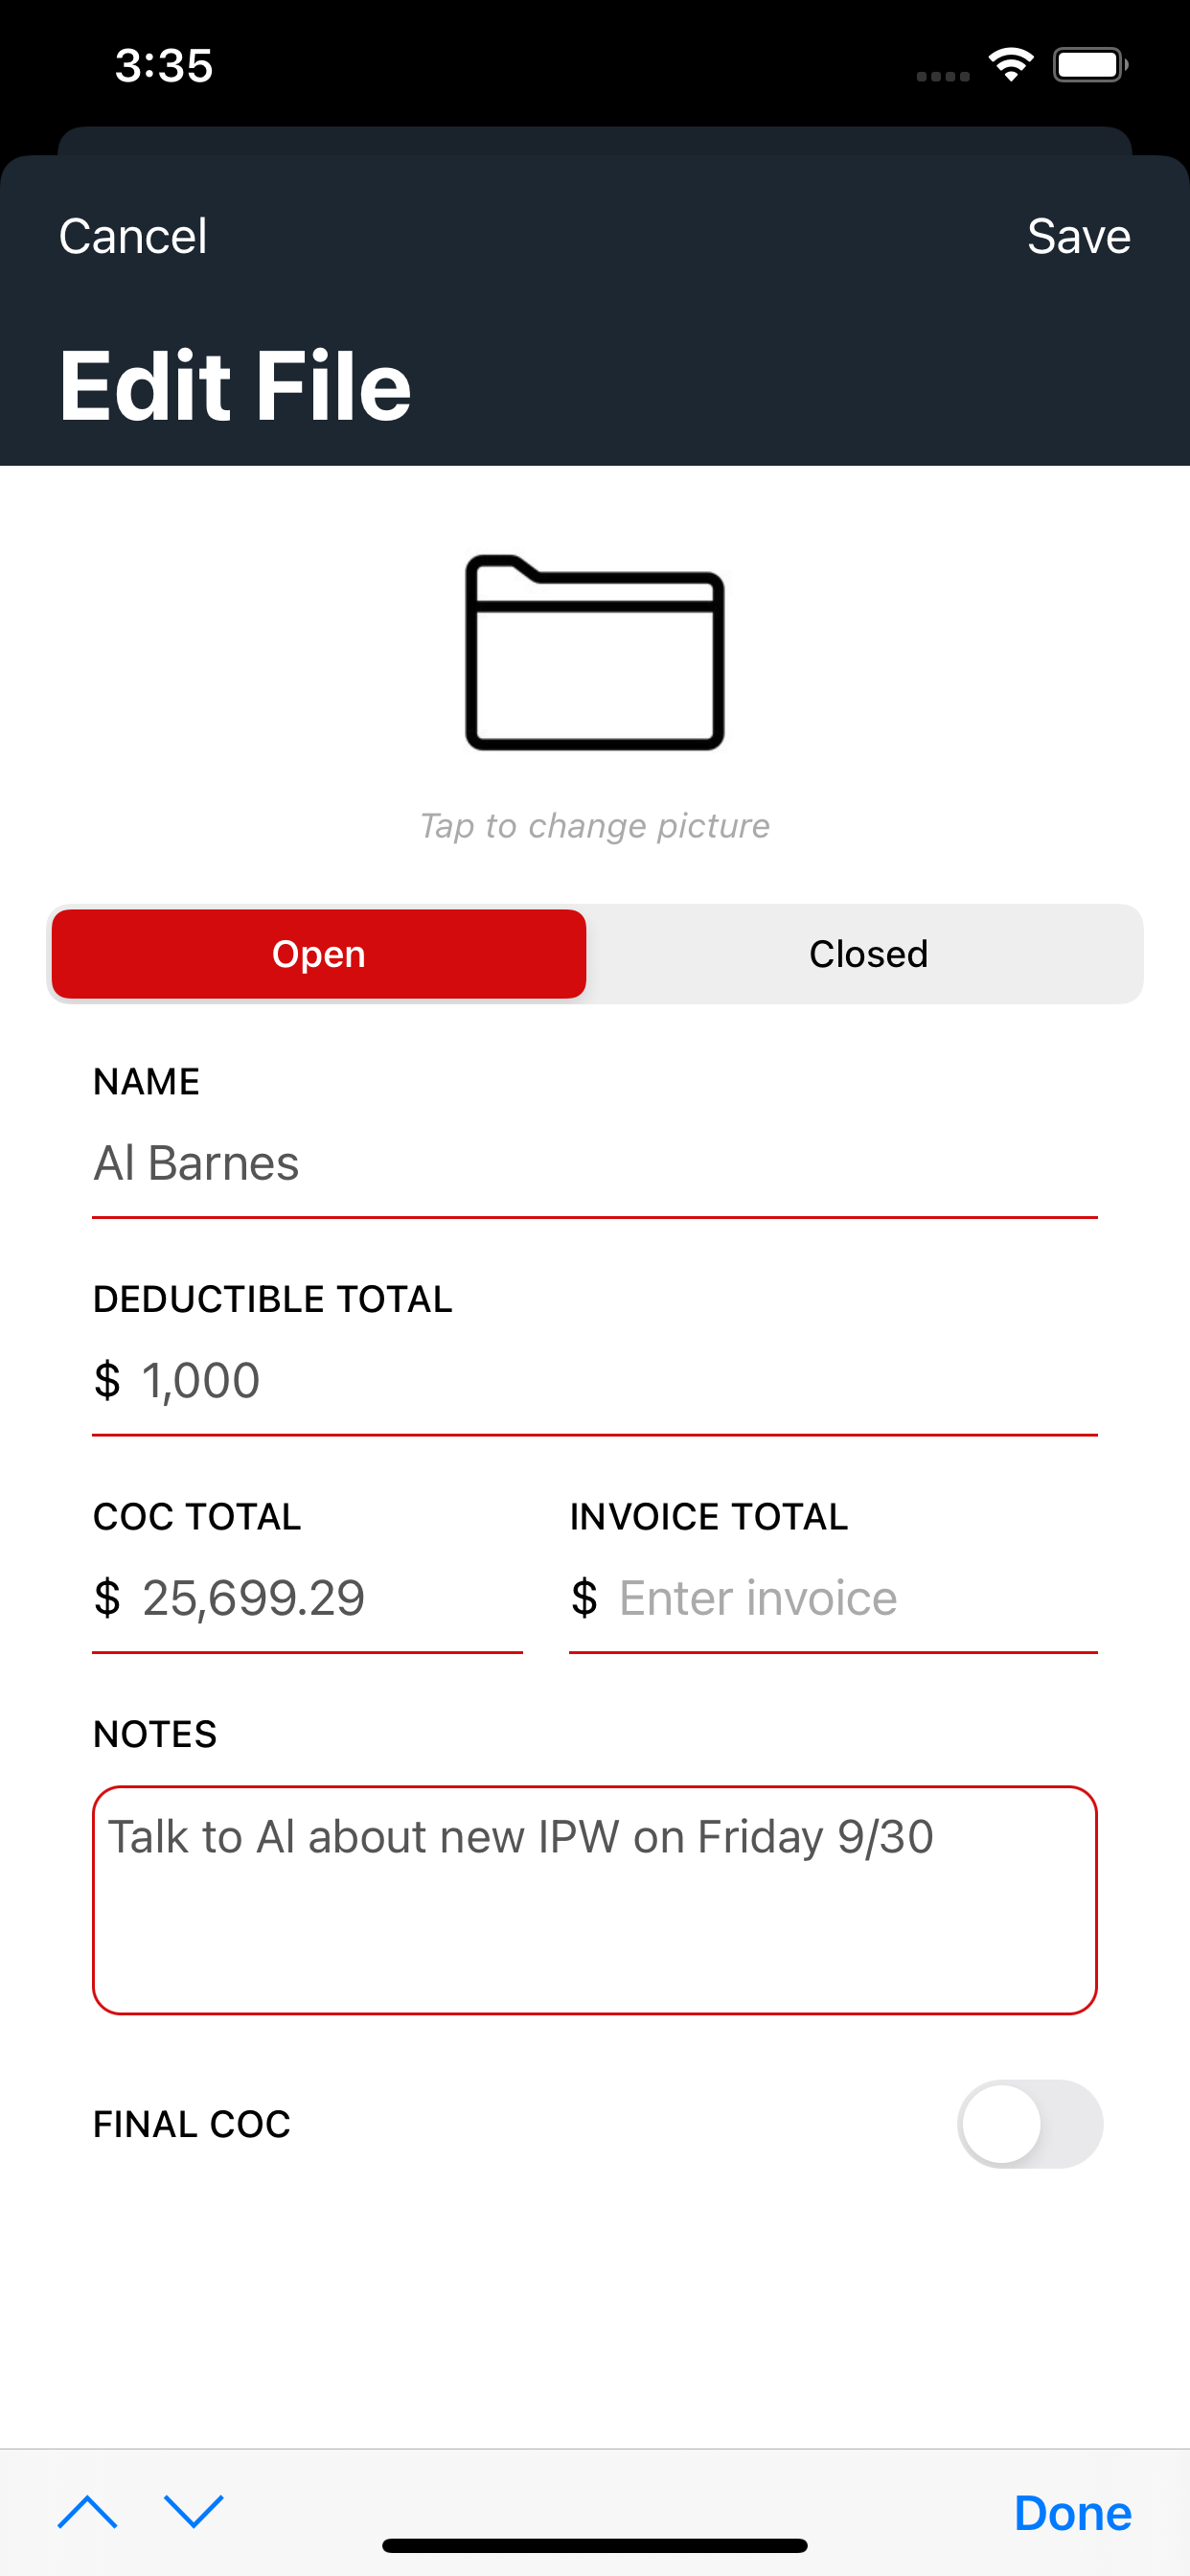 3:35
Cancel Save
Edit File
Tap to change picture
Open Closed
NAME
Al Barnes
DEDUCTIBLE TOTAL
$ 1,000
COC TOTAL INVOICE TOTAL
$ 25,699.29 $ Enter invoice
NOTES
Talk to Al about new IPW on Friday 9/30
FINAL COC
Done